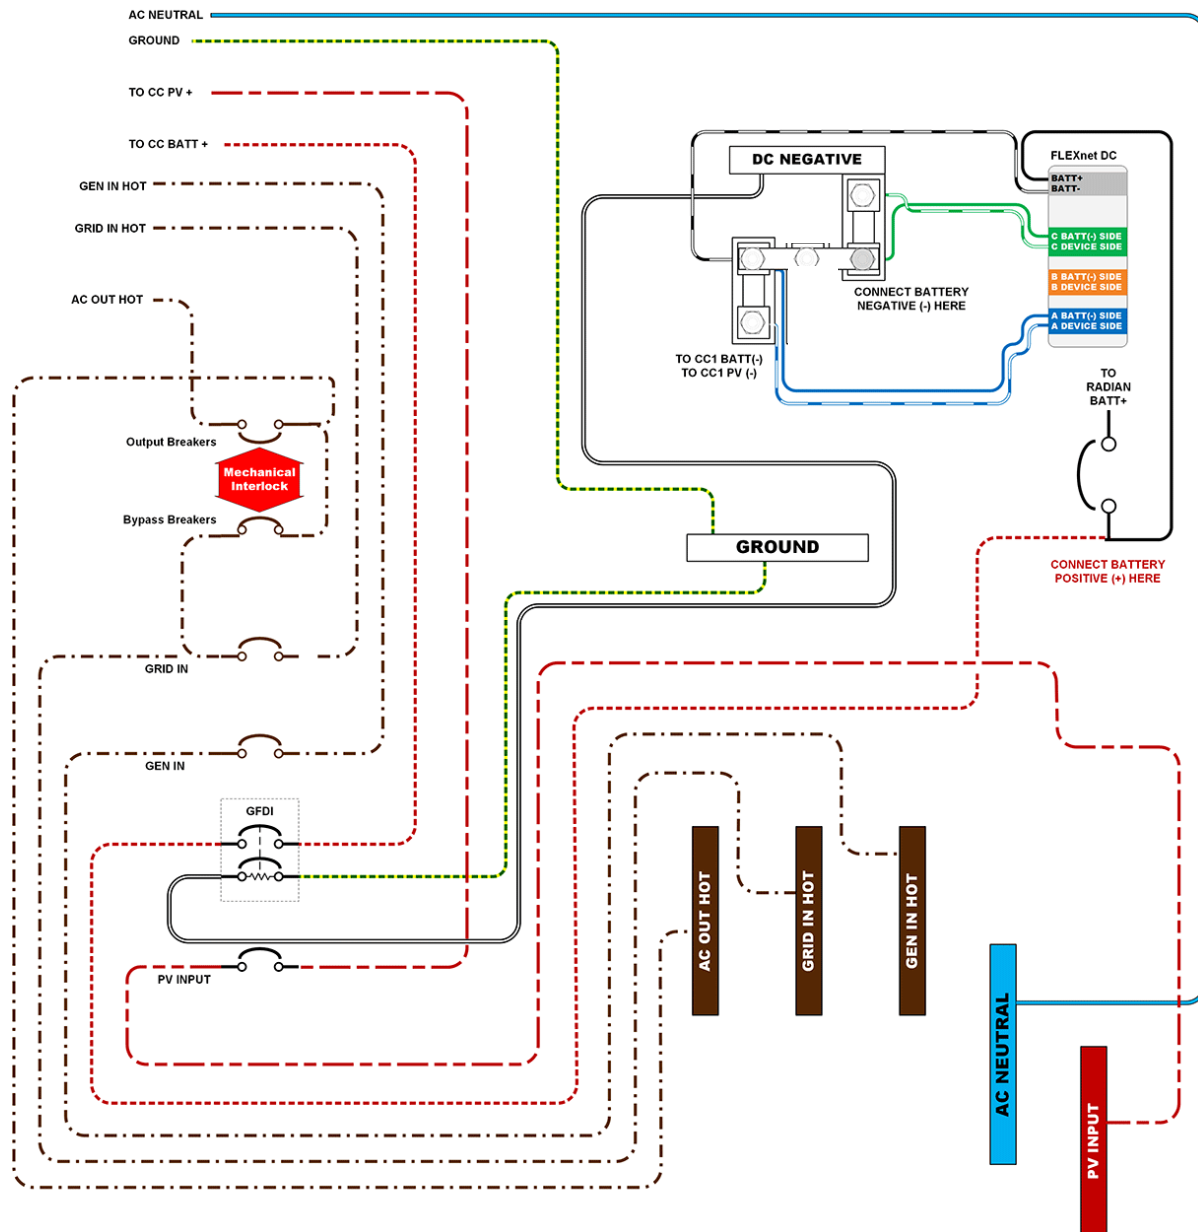 AC NEUTRAL
GROUND
TO CC PV +
TO CC BATT +
GEN IN HOT
GRID IN HOT
AC OUT HOT
Output Breakers
Mechanical
Interlock
Bypass Breakers
GRID IN
GEN IN
GFDI
PV INPUT
DC NEGATIVE
CONNECT BATTERY
NEGATIVE (-) HERE
TO CC1 BATT(-)
TO CC1 PV (-)
FLEXnet DC
BATT+
BATT-
C BATT(-) SIDE
C DEVICE SIDE
B BATT(-) SIDE
B DEVICE SIDE
A BATT(-) SIDE
A DEVICE SIDE
TO
RADIAN
BATT+
CONNECT BATTERY
POSITIVE (+) HERE
GROUND
AC OUT HOT
GRID IN HOT
GEN IN HOT
AC NEUTRAL
PV INPUT